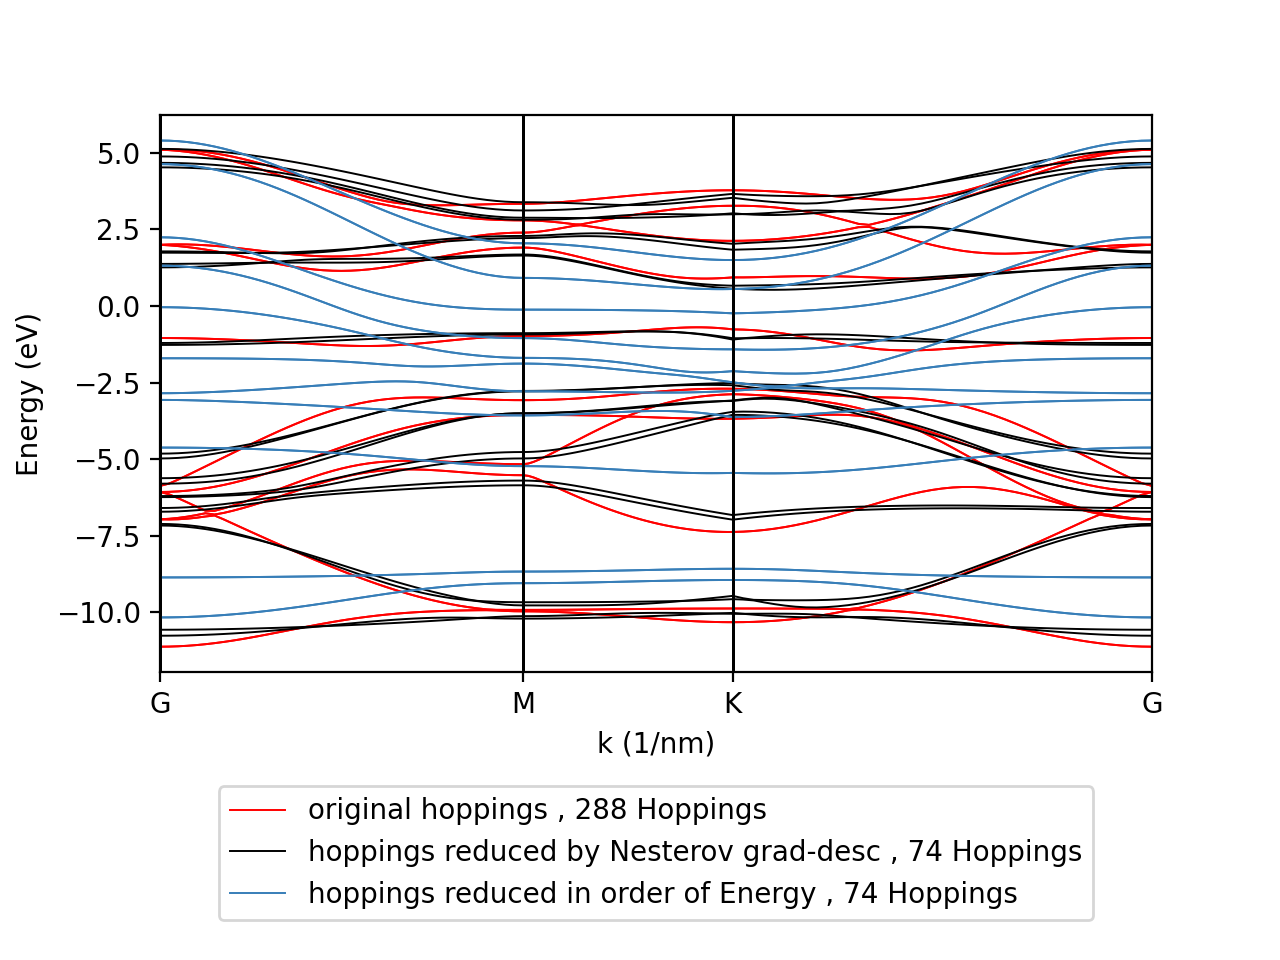 Energy (eV)
5.0
2.5
0.0
−2.5
−5.0
−7.5
−10.0
G M K G
k (1/nm)
original hoppings , 288 Hoppings
hoppings reduced by Nesterov grad-desc , 74 Hoppings
hoppings reduced in order of Energy , 74 Hoppings